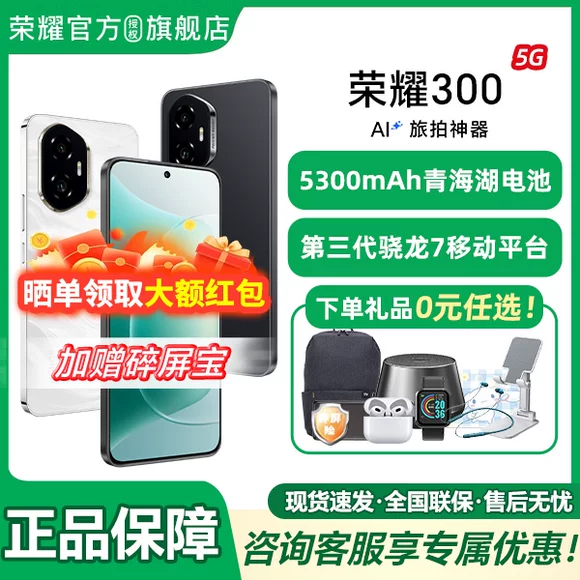 荣耀官方授权旗舰店
5G
荣耀300
AI 旅拍神器
5300mAh青海湖电池
第三代骁龙7移动平台
下单礼品0元任选！
晒单领取大额红包
加赠碎屏宝
20
36
现货速发·全国联保·售后无忧
正品保障
咨询客服享专属优惠！